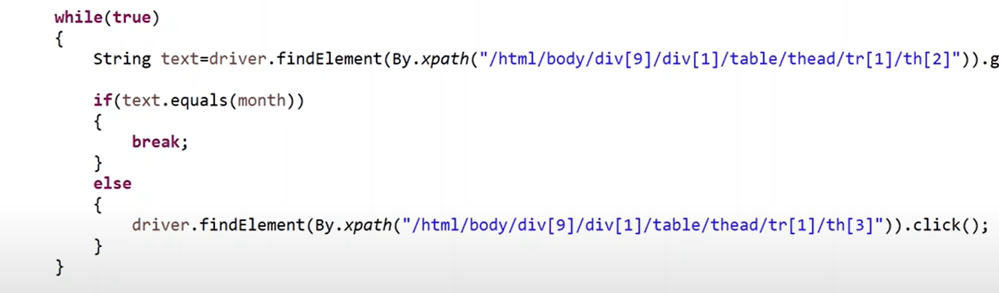 while(true)
{
String text=driver.findElement(By.xpath("/html/body/div[9]/div[1]/table/thead/tr[1]/th[2]")).g
if(text.equals(month))
{
break;
}
else
{
driver.findElement(By.xpath("/html/body/div[9]/div[1]/table/thead/tr[1]/th[3]")).click();
}
}